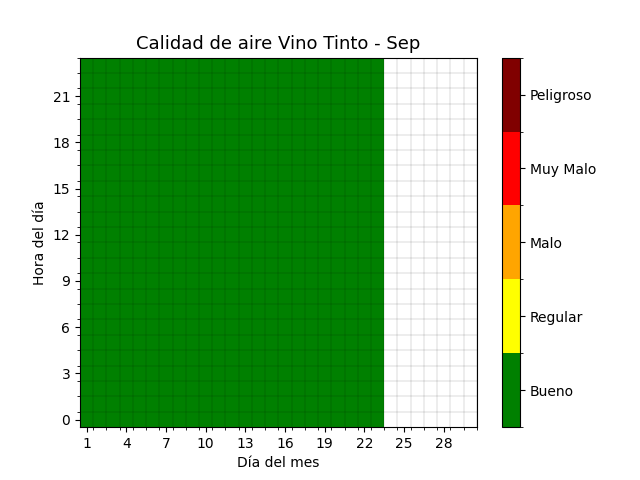 Calidad de aire Vino Tinto - Sep
Hora del día
21
18
15
12
9
6
3
0
1 4 7 10 13 16 19 22 25 28
Día del mes
Peligroso
Muy Malo
Malo
Regular
Bueno